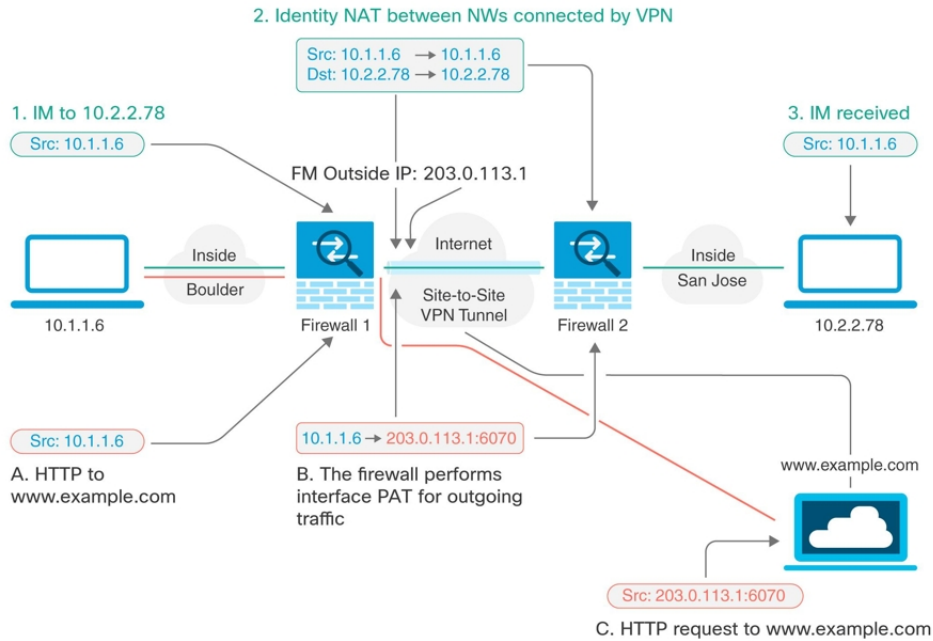 2. Identity NAT between NWs connected by VPN
Src: 10.1.1.6 → 10.1.1.6
Dst: 10.2.2.78 → 10.2.2.78
1. IM to 10.2.2.78
Src: 10.1.1.6
3. IM received
Src: 10.1.1.6
FM Outside IP: 203.0.113.1
Inside
Boulder
Internet
Site-to-Site
VPN Tunnel
Inside
San Jose
10.1.1.6
Firewall 1
Firewall 2
10.2.2.78
Src: 10.1.1.6
A. HTTP to
www.example.com
10.1.1.6 → 203.0.113.1:6070
B. The firewall performs
interface PAT for outgoing
traffic
www.example.com
Src: 203.0.113.1:6070
C. HTTP request to www.example.com